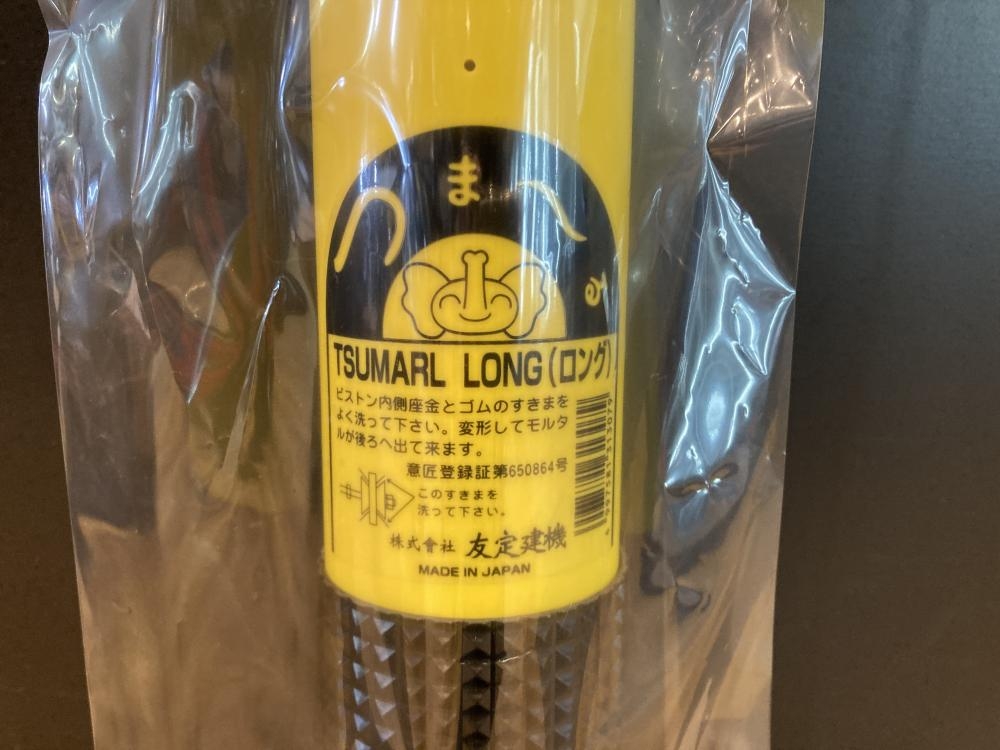 つまーる
TSUMARL LONG(ロング)
ピストン内側座金とゴムのすきまを
よく洗って下さい。変形してモルタ
ルが後ろへ出て来ます。
意匠登録証第650864号
このすきまを
洗って下さい。
株式會社 友定建機
MADE IN JAPAN